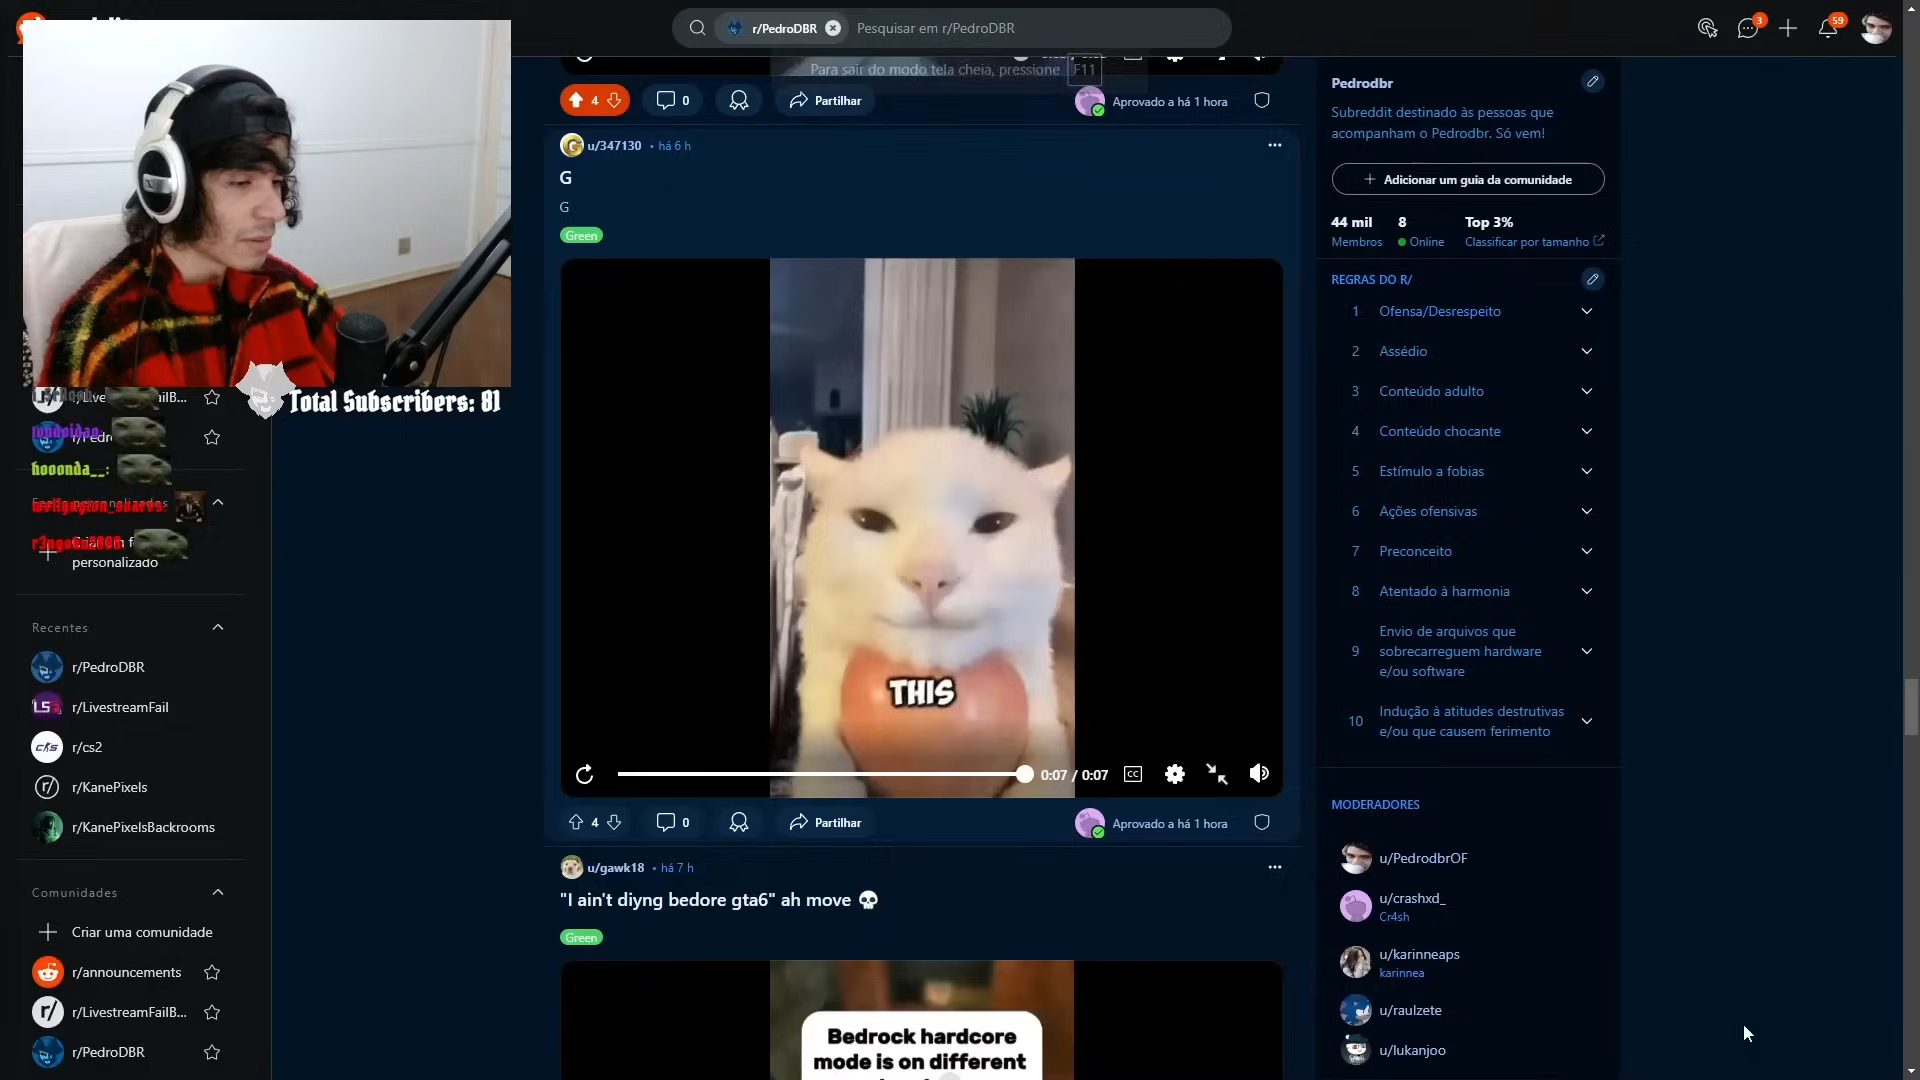 r/PedroDBR
Pesquisar em r/PedroDBR
3
59
Para sair do modo tela cheia, pressione F11
4
0
Partilhar
Aprovado a há 1 hora
u/347130 • há 6 h
G
G
Green
THIS
0:07 / 0:07
CC
4
0
Partilhar
Aprovado a há 1 hora
u/gawk18 • há 7 h
"I ain't diyng bedore gta6" ah move
Green
Bedrock hardcore
mode is on different
Total Subscribers: 81
hooonda__:
personalizado
Recentes
r/PedroDBR
r/LivestreamFail
r/cs2
r/KanePixels
r/KanePixelsBackrooms
Comunidades
Criar uma comunidade
r/announcements
r/LivestreamFailB...
r/PedroDBR
Pedrodbr
Subreddit destinado às pessoas que
acompanham o Pedrodbr. Só vem!
Adicionar um guia da comunidade
44 mil
8
Top 3%
Membros
Online
Classificar por tamanho
REGRAS DO R/
1 Ofensa/Desrespeito
2 Assédio
3 Conteúdo adulto
4 Conteúdo chocante
5 Estímulo a fobias
6 Ações ofensivas
7 Preconceito
8 Atentado à harmonia
9 Envio de arquivos que
sobrecarreguem hardware
e/ou software
10 Indução à atitudes destrutivas
e/ou que causem ferimento
MODERADORES
u/PedrodbrOF
u/crashxd_
Cr4sh
u/karinneaps
karinnea
u/raulzete
u/lukanjoo